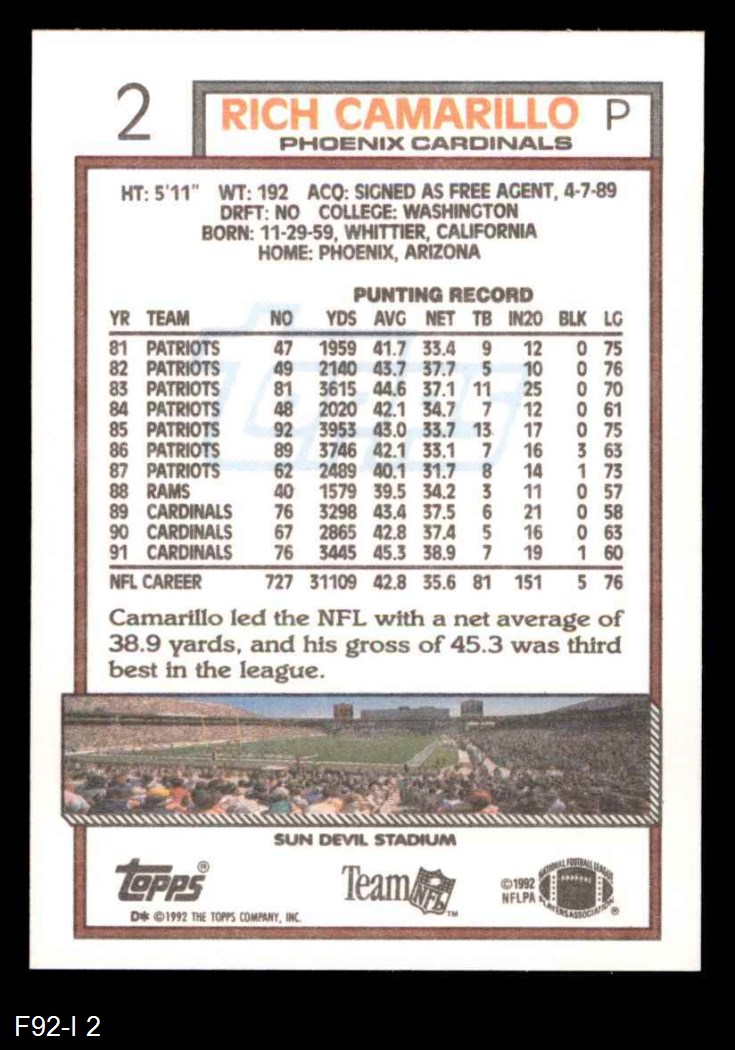 2
RICH CAMARILLO P
PHOENIX CARDINALS
HT: 5'11" WT: 192 ACQ: SIGNED AS FREE AGENT, 4-7-89
DRFT: NO COLLEGE: WASHINGTON
BORN: 11-29-59, WHITTIER, CALIFORNIA
HOME: PHOENIX, ARIZONA
PUNTING RECORD
YR TEAM NO YDS AVG NET TB IN20 BLK LG
81 PATRIOTS 47 1959 41.7 33.4 9 12 0 75
82 PATRIOTS 49 2140 43.7 37.7 5 10 0 76
83 PATRIOTS 81 3615 44.6 37.1 11 25 0 70
84 PATRIOTS 48 2020 42.1 34.7 7 12 0 61
85 PATRIOTS 92 3953 43.0 33.7 13 17 0 75
86 PATRIOTS 89 3746 42.1 33.1 7 16 3 63
87 PATRIOTS 62 2489 40.1 31.7 8 14 1 73
88 RAMS 40 1579 39.5 34.2 3 11 0 57
89 CARDINALS 76 3298 43.4 37.5 6 21 0 58
90 CARDINALS 67 2865 42.8 37.4 5 16 0 63
91 CARDINALS 76 3445 45.3 38.9 7 19 1 60
NFL CAREER 727 31109 42.8 35.6 81 151 5 76
topps
Camarillo led the NFL with a net average of
38.9 yards, and his gross of 45.3 was third
best in the league.
SUN DEVIL STADIUM
topps®
D* ©1992 THE TOPPS COMPANY, INC.
Team NFL™
©1992
NFLPA
NATIONAL FOOTBALL LEAGUE
PLAYERS ASSOCIATION®
F92-I 2